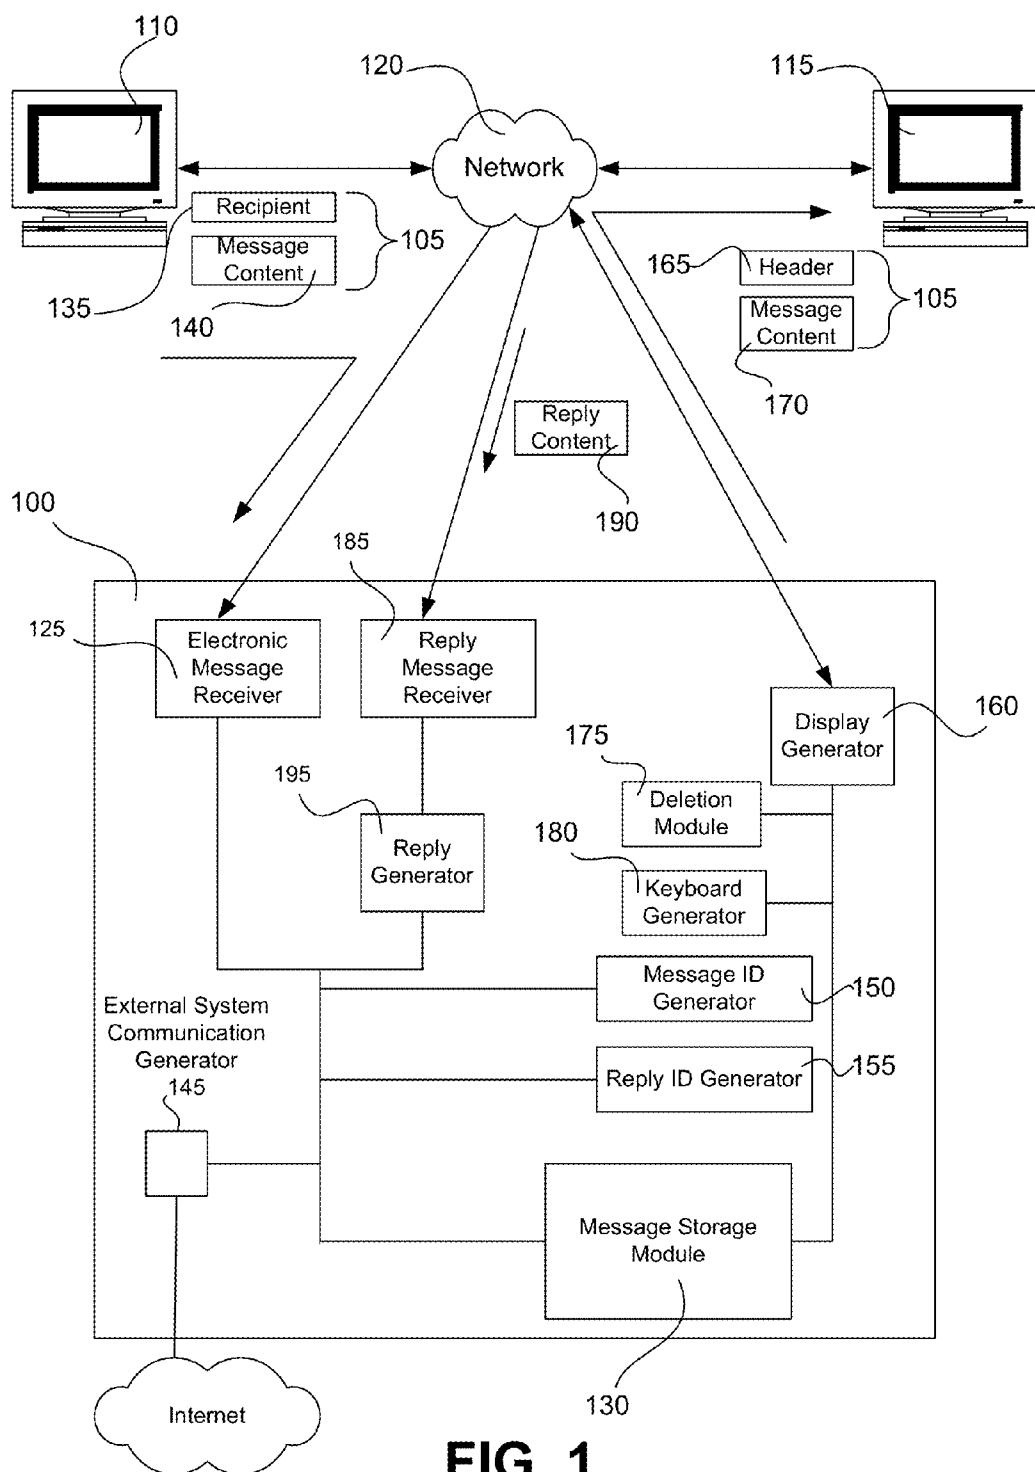 110
120
115
Network
Recipient
Message
Content
105
135
140
165
Header
Message
Content
105
170
Reply
Content
190
100
185
125
Electronic
Message
Receiver
Reply
Message
Receiver
160
Display
Generator
175
Deletion
Module
195
Reply
Generator
180
Keyboard
Generator
Message ID
Generator
150
External System
Communication
Generator
145
Reply ID Generator
155
Message Storage
Module
130
Internet
FIG. 1